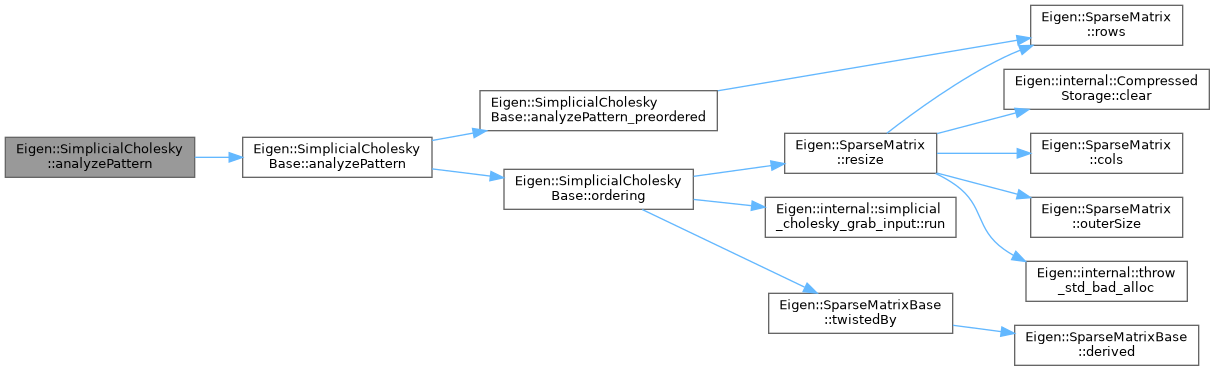 Eigen::SimplicialCholesky
::analyzePattern
Eigen::SimplicialCholesky
Base::analyzePattern
Eigen::SimplicialCholesky
Base::analyzePattern_preordered
Eigen::SimplicialCholesky
Base::ordering
Eigen::SparseMatrix
::resize
Eigen::internal::simplicial
_cholesky_grab_input::run
Eigen::SparseMatrixBase
::twistedBy
Eigen::SparseMatrix
::rows
Eigen::internal::Compressed
Storage::clear
Eigen::SparseMatrix
::cols
Eigen::SparseMatrix
::outerSize
Eigen::internal::throw
_std_bad_alloc
Eigen::SparseMatrixBase
::derived